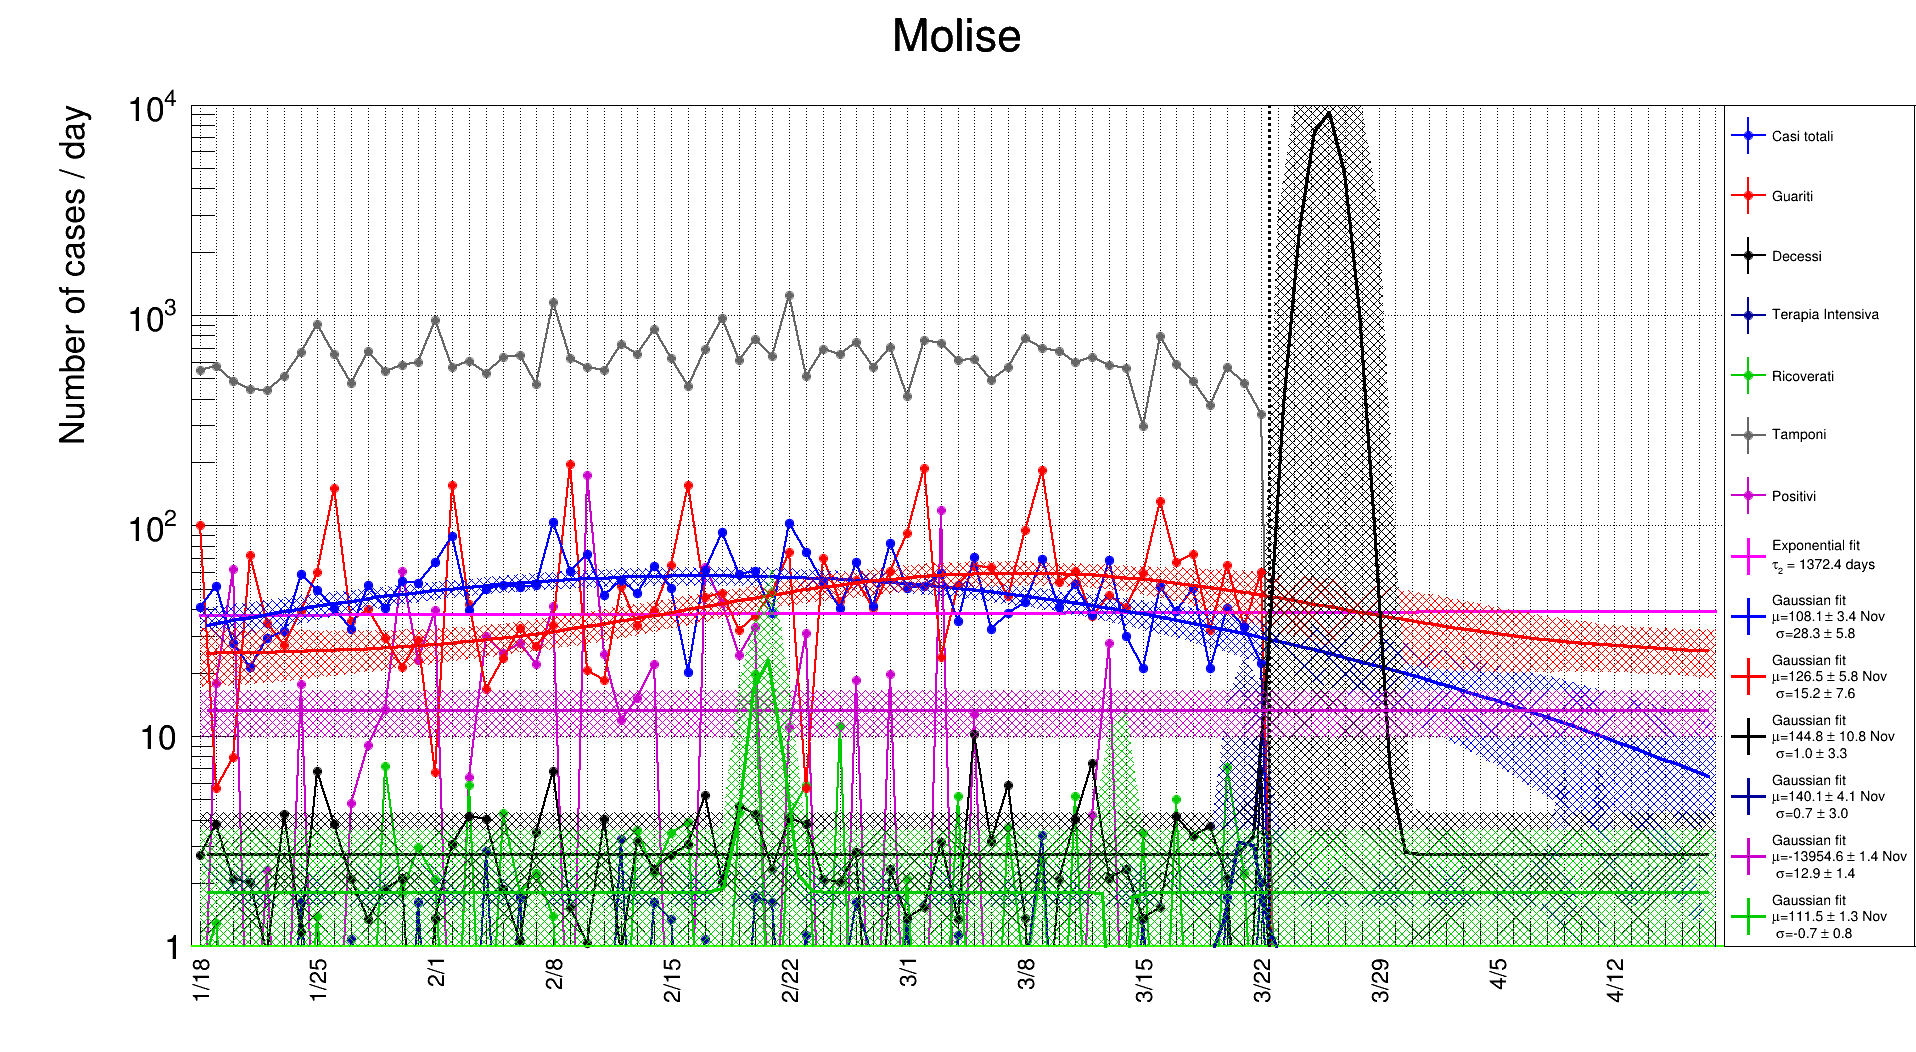 Molise
Number of cases / day
10⁴
10³
10²
10
1
1/18
1/25
2/1
2/8
2/15
2/22
3/1
3/8
3/15
3/22
3/29
4/5
4/12
Casi totali
Guariti
Decessi
Terapia Intensiva
Ricoverati
Tamponi
Positivi
Exponential fit
τ₂ = 1372.4 days
Gaussian fit
μ=108.1 ± 3.4 Nov
σ=28.3 ± 5.8
Gaussian fit
μ=126.5 ± 5.8 Nov
σ=15.2 ± 7.6
Gaussian fit
μ=144.8 ± 10.8 Nov
σ=1.0 ± 3.3
Gaussian fit
μ=140.1 ± 4.1 Nov
σ=0.7 ± 3.0
Gaussian fit
μ=-13954.6 ± 1.4 Nov
σ=12.9 ± 1.4
Gaussian fit
μ=111.5 ± 1.3 Nov
σ=-0.7 ± 0.8